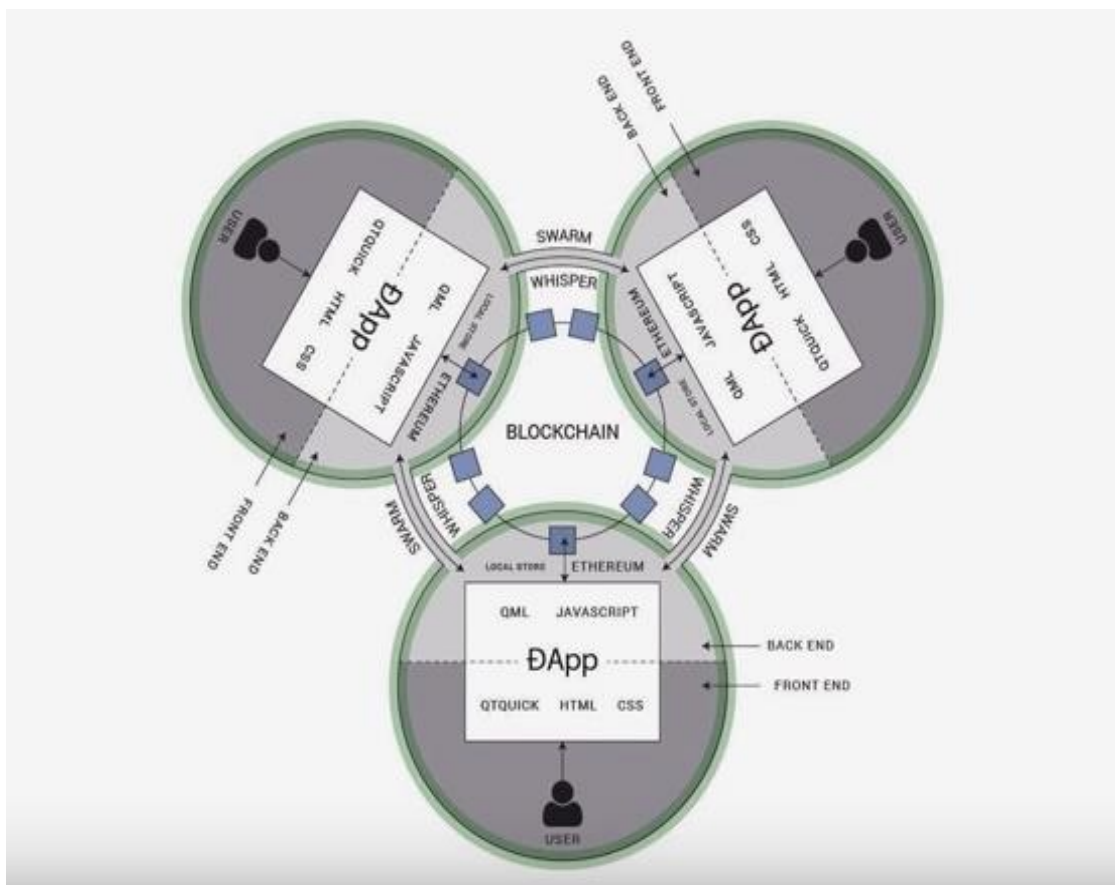 FRONT END
BACK END
USER
QTQUICK
HTML
CSS
ĐApp
QML
JAVASCRIPT
LOCAL STORE
ETHEREUM
FRONT END
BACK END
SWARM
WHISPER
USER
CSS
HTML
QTQUICK
ĐApp
JAVASCRIPT
QML
ETHEREUM
LOCAL STORE
BLOCKCHAIN
WHISPER
SWARM
WHISPER
SWARM
LOCAL STORE ETHEREUM
QML JAVASCRIPT
ĐApp
QTQUICK HTML CSS
BACK END
FRONT END
USER